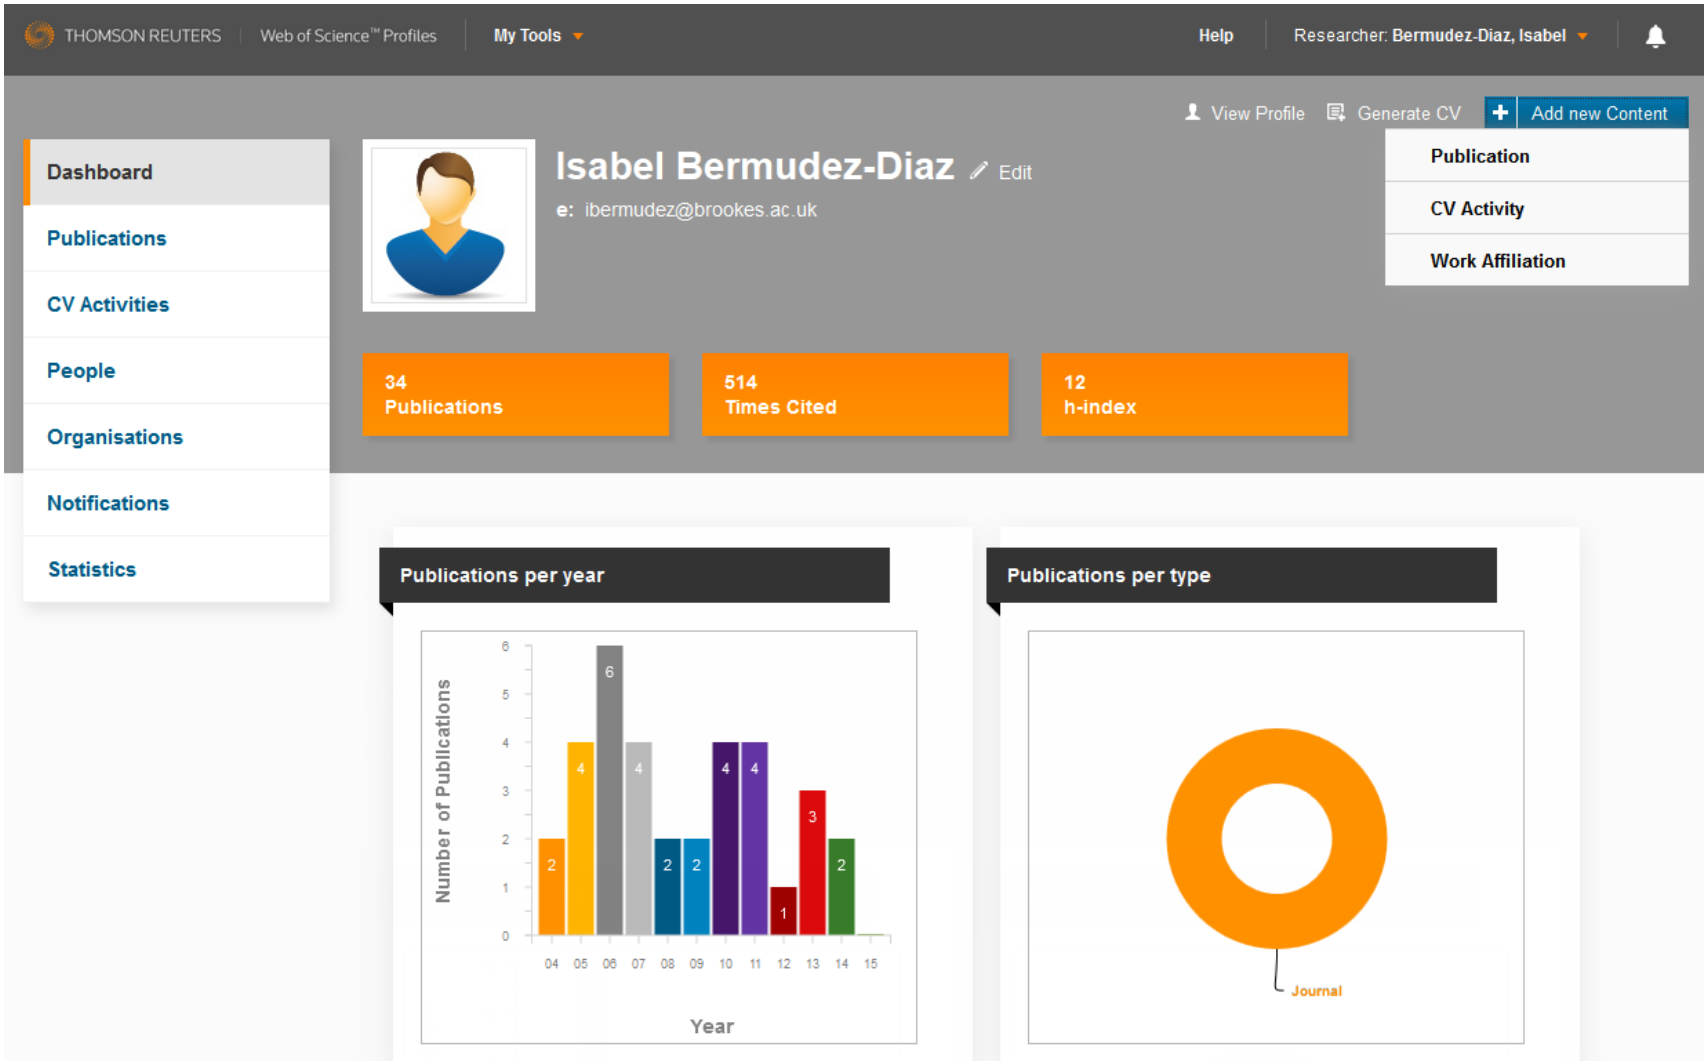 THOMSON REUTERS Web of Science™ Profiles My Tools Help Researcher: Bermudez-Diaz, Isabel
View Profile Generate CV + Add new Content
Publication
CV Activity
Work Affiliation
Dashboard
Publications
CV Activities
People
Organisations
Notifications
Statistics
Isabel Bermudez-Diaz Edit
e: ibermudez@brookes.ac.uk
34
Publications
514
Times Cited
12
h-index
Publications per year
Number of Publications
6
5
4
3
2
1
0
2 4 6 4 2 2 4 4 1 3 2
04 05 06 07 08 09 10 11 12 13 14 15
Year
Publications per type
Journal